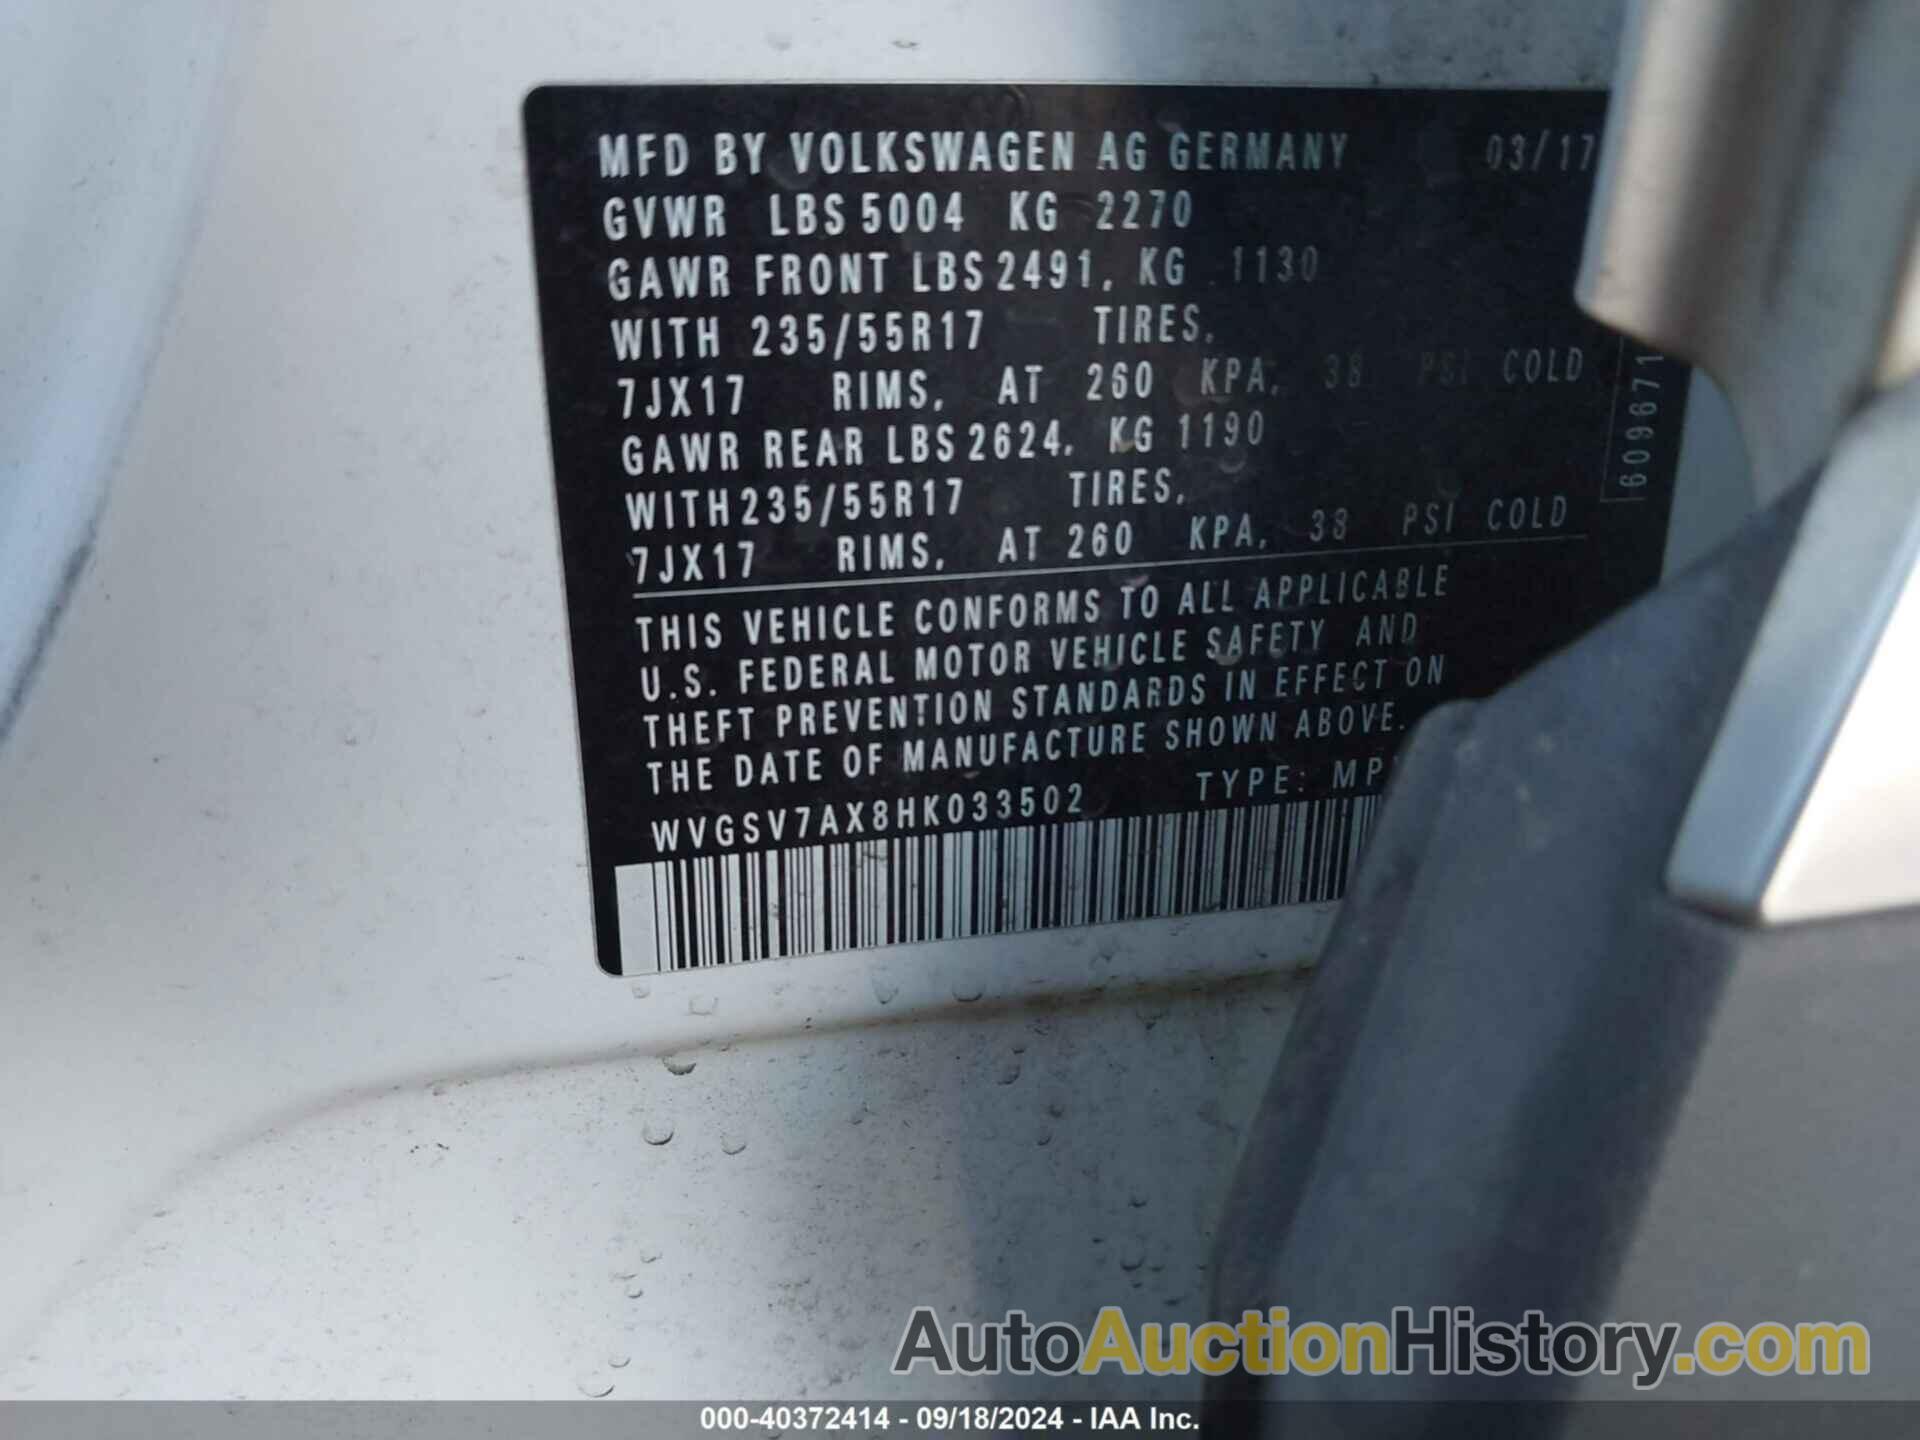 MFD BY VOLKSWAGEN AG GERMANY 03/17
GVWR LBS 5004 KG 2270
GAWR FRONT LBS 2491, KG 1130
WITH 235/55R17 TIRES,
7JX17 RIMS, AT 260 KPA, 38 PSI COLD
GAWR REAR LBS 2624, KG 1190
WITH 235/55R17 TIRES,
7JX17 RIMS, AT 260 KPA, 38 PSI COLD
THIS VEHICLE CONFORMS TO ALL APPLICABLE
U.S. FEDERAL MOTOR VEHICLE SAFETY AND
THEFT PREVENTION STANDARDS IN EFFECT ON
THE DATE OF MANUFACTURE SHOWN ABOVE.
WVGSV7AX8HK033502 TYPE: MP
609671
AutoAuctionHistory.com
000-40372414 - 09/18/2024 - IAA Inc.